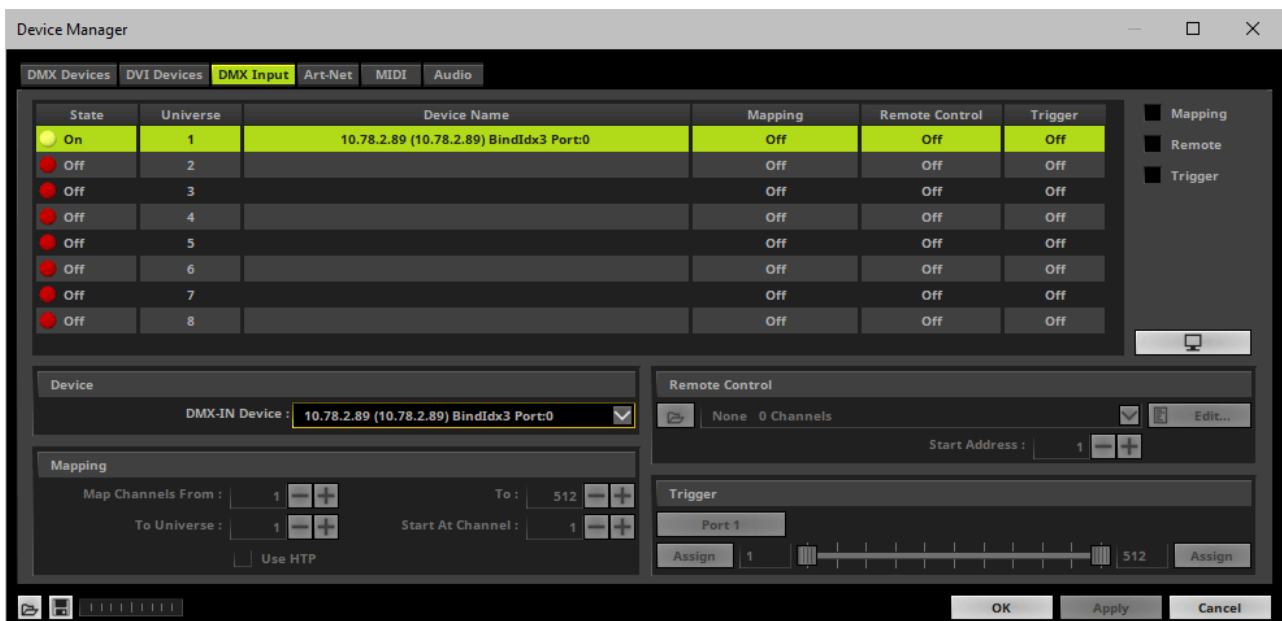 Device Manager
DMX Devices DVI Devices DMX Input Art-Net MIDI Audio
State Universe Device Name Mapping Remote Control Trigger
On 1 10.78.2.89 (10.78.2.89) BindIdx3 Port:0 Off Off Off
Off 2 Off Off Off
Off 3 Off Off Off
Off 4 Off Off Off
Off 5 Off Off Off
Off 6 Off Off Off
Off 7 Off Off Off
Off 8 Off Off Off
Mapping
Remote
Trigger
Device
DMX-IN Device : 10.78.2.89 (10.78.2.89) BindIdx3 Port:0
Mapping
Map Channels From : 1 To : 512
To Universe : 1 Start At Channel : 1
Use HTP
Remote Control
None 0 Channels Edit...
Start Address : 1
Trigger
Port 1
Assign 1 512 Assign
OK Apply Cancel